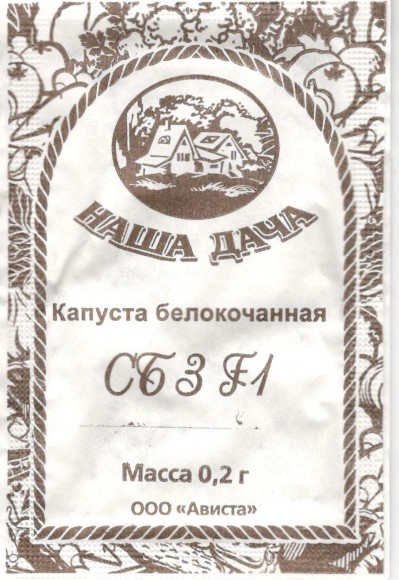 НАША ДАЧА
Капуста белокочанная
СБ 3 F1
Масса 0,2 г
ООО «Ависта»